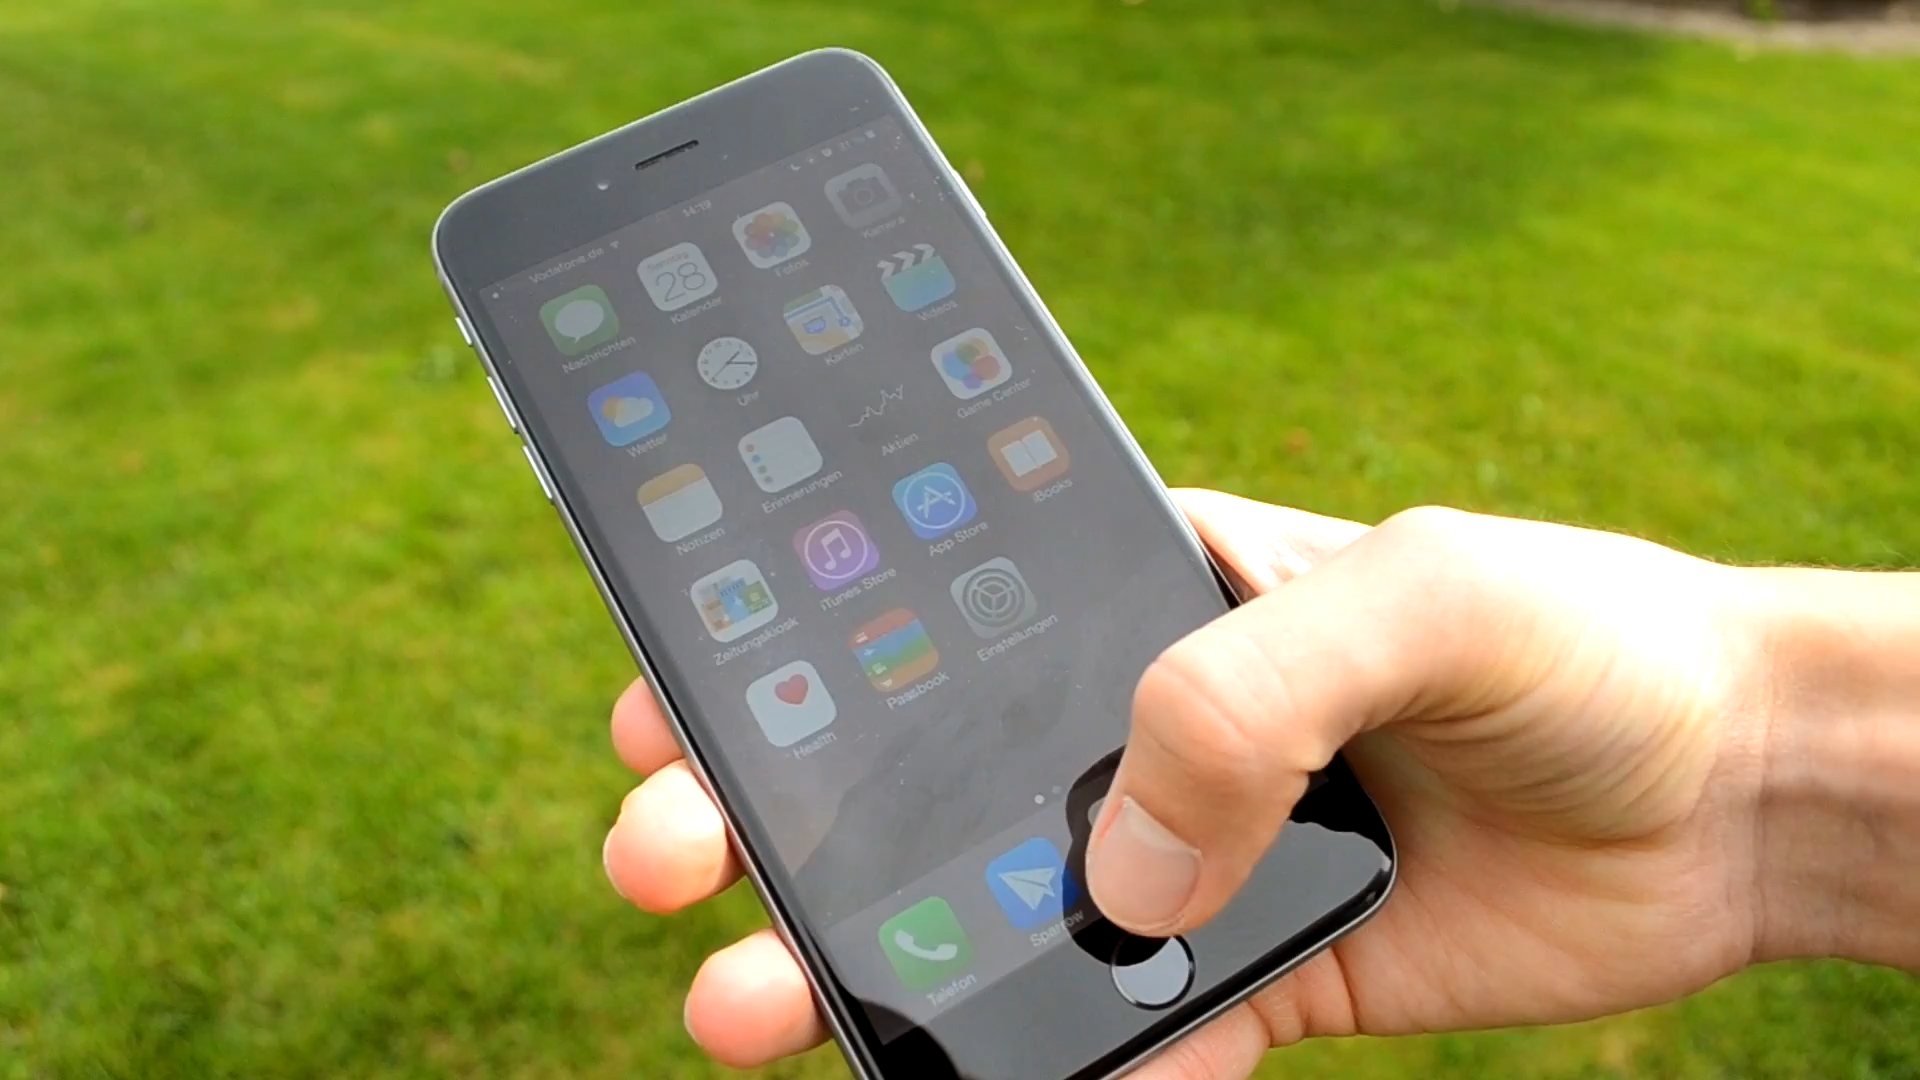 Vodafone.de 14:19
Nachrichten Kalender Fotos Kamera
28
Wetter Uhr Karten Videos
Notizen Erinnerungen Aktien Game Center
Zeitungskiosk iTunes Store App Store iBooks
Health Passbook Einstellungen
Telefon Sparrow